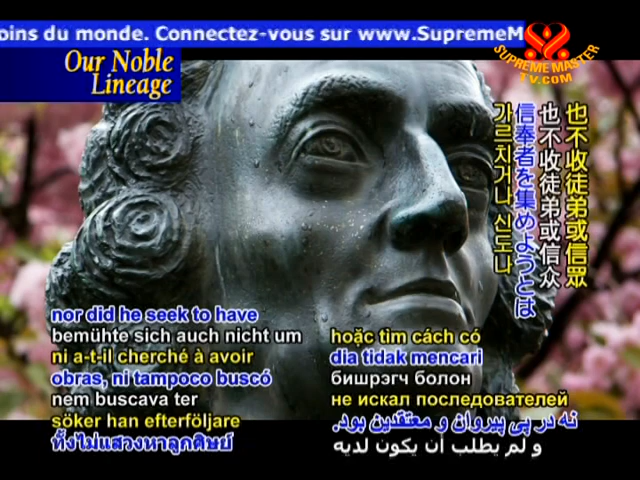 oins du monde. Connectez-vous sur www.SupremeM
SUPREME MASTER
TV.COM
Our Noble
Lineage
也不收徒弟或信眾
也不收徒弟或信众
信奉者を集めようとは
가르치거나 신도나
nor did he seek to have
bemühte sich auch nicht um
ni a-t-il cherché à avoir
obras, ni tampoco buscó
nem buscava ter
söker han efterföljare
ทั้งไม่แสวงหาลูกศิษย์
hoặc tìm cách có
dia tidak mencari
бишрэгч болон
не искал последователей
نه در پی پیروان و معتقدین بود.
و لم يطلب أن يكون لديه